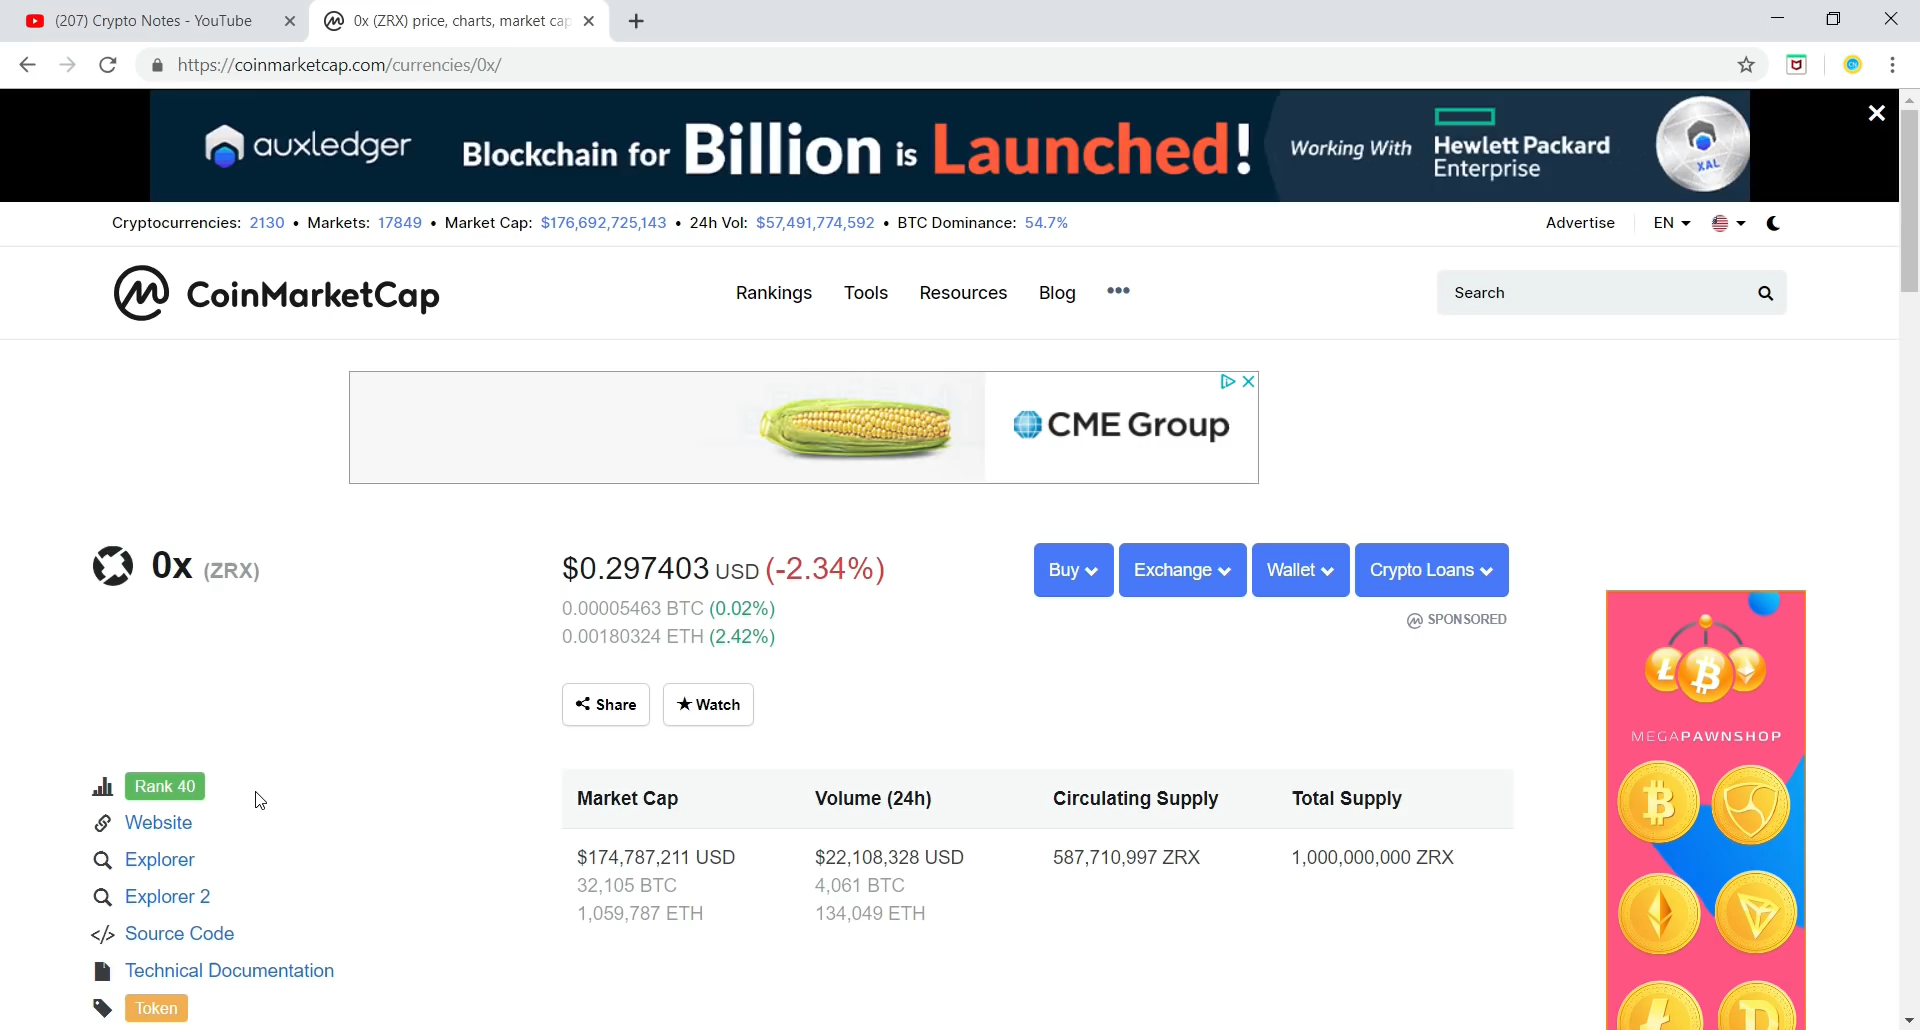 (207) Crypto Notes - YouTube
0x (ZRX) price, charts, market cap
https://coinmarketcap.com/currencies/0x/
auxledger
Blockchain for Billion is Launched!
Working With
Hewlett Packard
Enterprise
XAL
Cryptocurrencies: 2130 • Markets: 17849 • Market Cap: $176,692,725,143 • 24h Vol: $57,491,774,592 • BTC Dominance: 54.7%
Advertise
EN
CoinMarketCap
Rankings
Tools
Resources
Blog
•••
Search
CME Group
0x (ZRX)
$0.297403 USD (-2.34%)
0.00005463 BTC (0.02%)
0.00180324 ETH (2.42%)
Buy
Exchange
Wallet
Crypto Loans
SPONSORED
Share
Watch
MEGAPAWNSHOP
Rank 40
Website
Explorer
Explorer 2
Source Code
Technical Documentation
Token
Market Cap
Volume (24h)
Circulating Supply
Total Supply
$174,787,211 USD
$22,108,328 USD
587,710,997 ZRX
1,000,000,000 ZRX
32,105 BTC
4,061 BTC
1,059,787 ETH
134,049 ETH